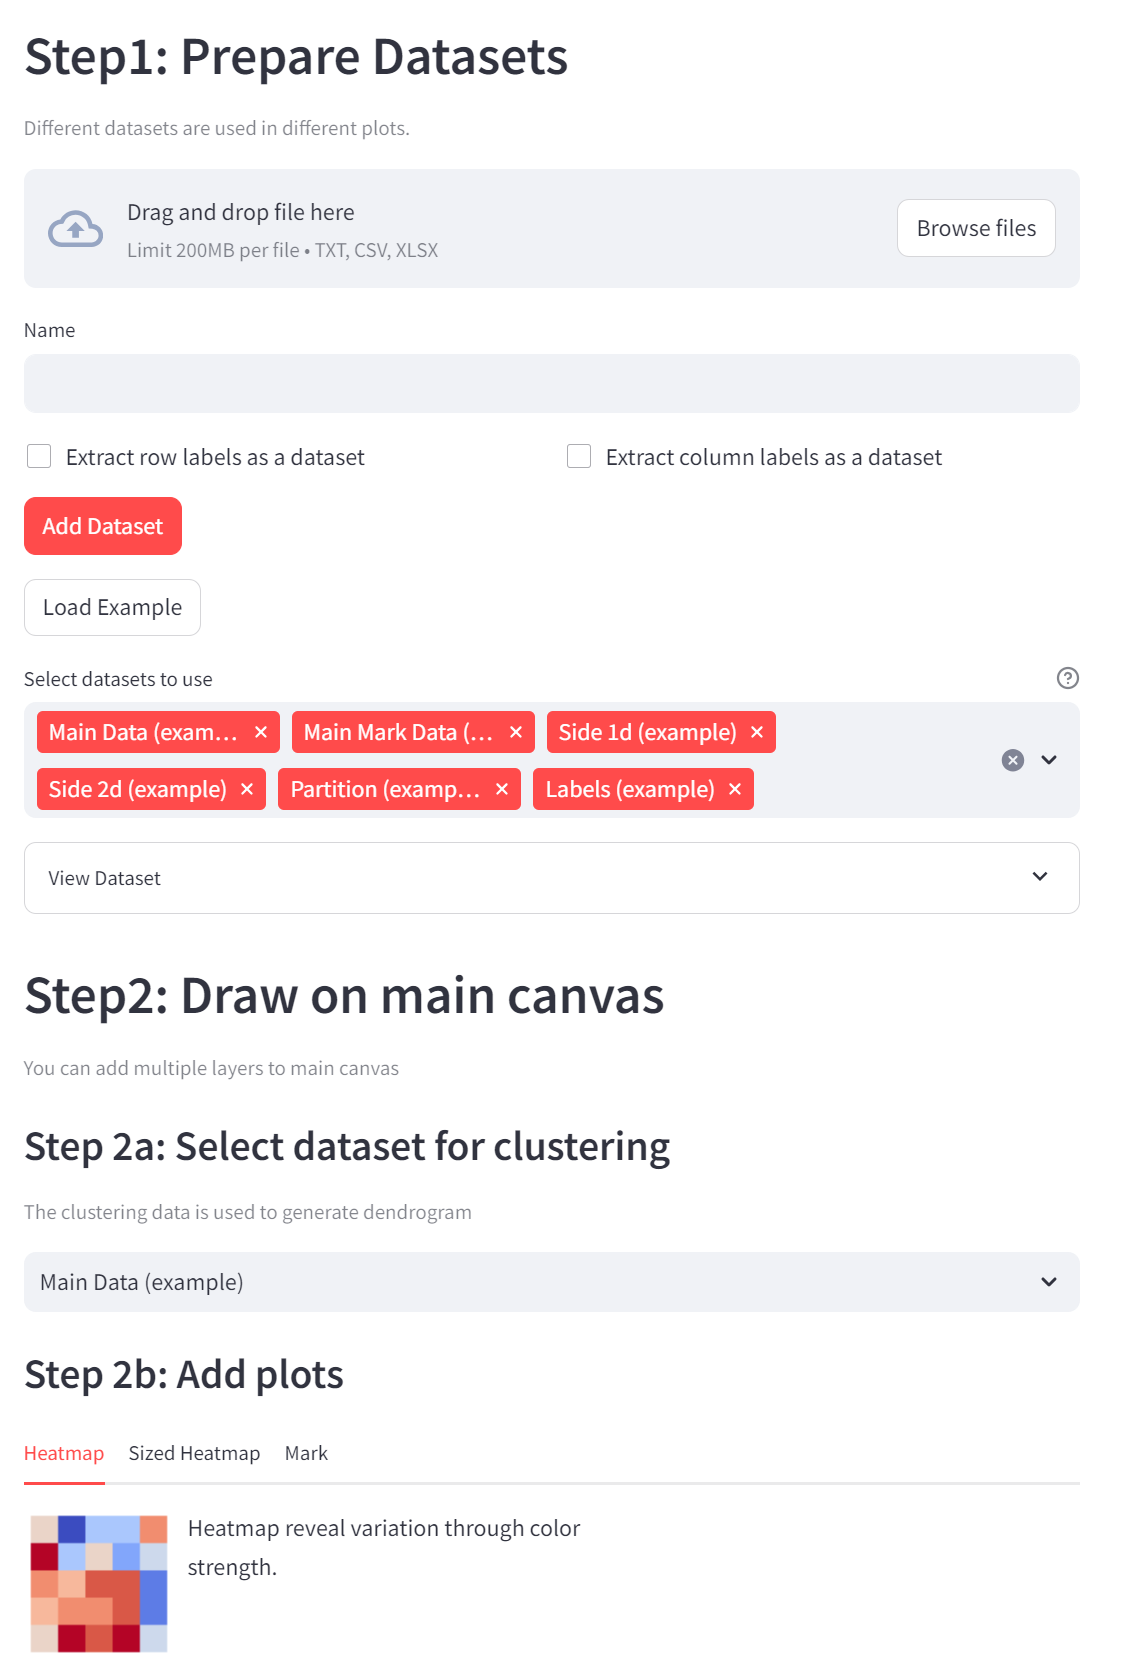 Step1: Prepare Datasets
Different datasets are used in different plots.
Drag and drop file here
Limit 200MB per file • TXT, CSV, XLSX
Browse files
Name
Extract row labels as a dataset
Extract column labels as a dataset
Add Dataset
Load Example
Select datasets to use
Main Data (exam... Main Mark Data (... Side 1d (example)
Side 2d (example) Partition (examp... Labels (example)
View Dataset
Step2: Draw on main canvas
You can add multiple layers to main canvas
Step 2a: Select dataset for clustering
The clustering data is used to generate dendrogram
Main Data (example)
Step 2b: Add plots
Heatmap Sized Heatmap Mark
Heatmap reveal variation through color
strength.